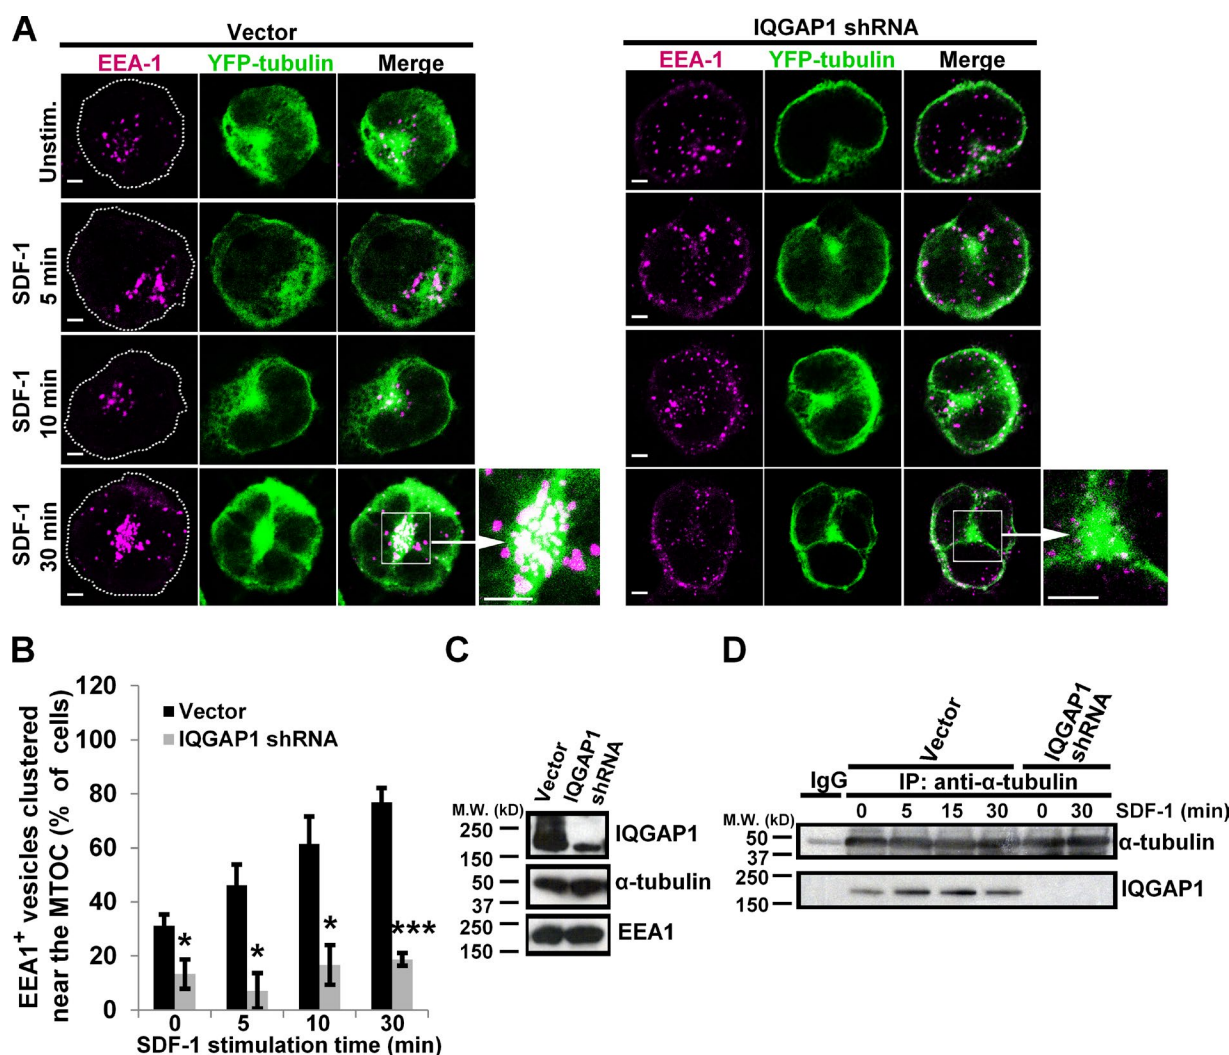 A
Vector
IQGAP1 shRNA
EEA-1 YFP-tubulin Merge
EEA-1 YFP-tubulin Merge
Unstim.
SDF-1
5 min
SDF-1
10 min
SDF-1
30 min
B
EEA1+ vesicles clustered
near the MTOC (% of cells)
120
100
80
60
40
20
0
Vector
IQGAP1 shRNA
*
*
*
***
0 5 10 30
SDF-1 stimulation time (min)
C
Vector
IQGAP1
shRNA
M.W. (kD)
250
150
IQGAP1
50
37
α-tubulin
250
150
EEA1
D
Vector
IQGAP1
shRNA
IgG
IP: anti-α-tubulin
0 5 15 30 0 30 SDF-1 (min)
M.W. (kD)
50
37
α-tubulin
250
150
IQGAP1